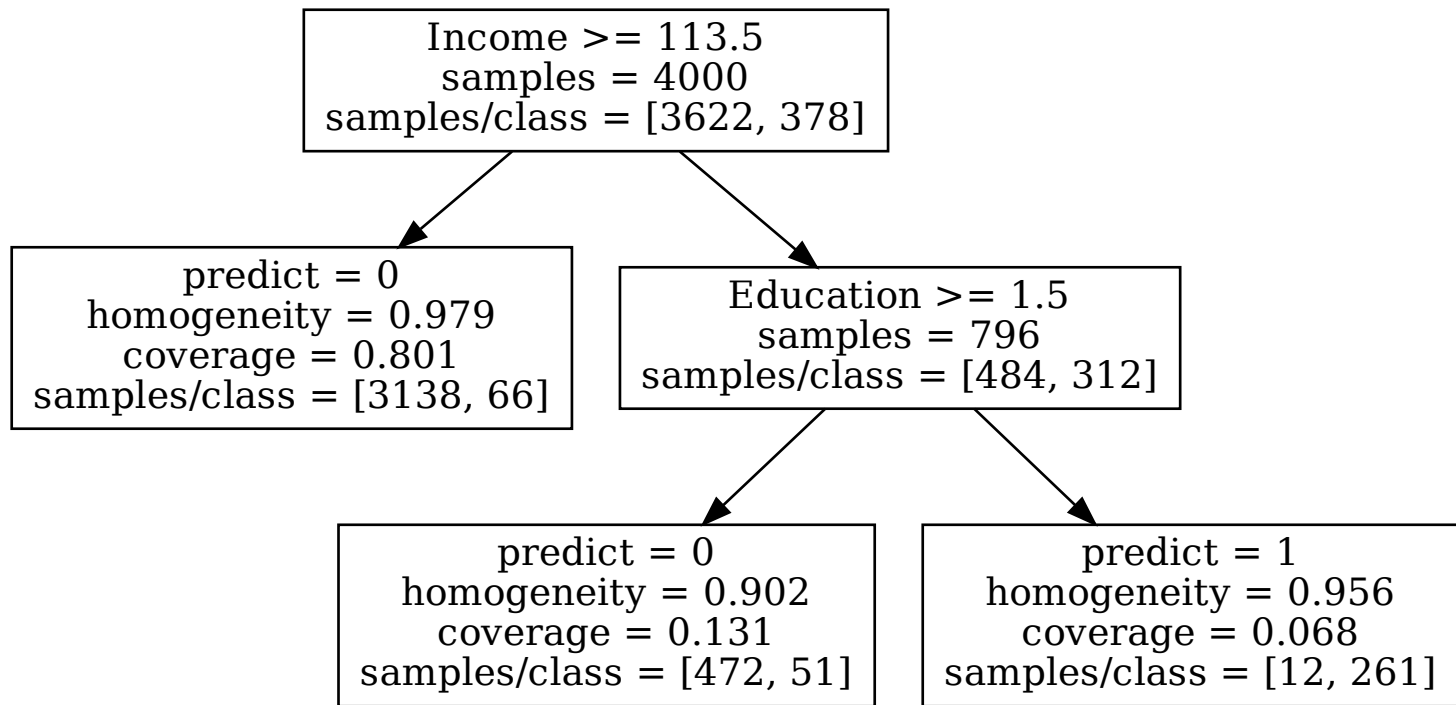 Income >= 113.5
samples = 4000
samples/class = [3622, 378]
predict = 0
homogeneity = 0.979
coverage = 0.801
samples/class = [3138, 66]
Education >= 1.5
samples = 796
samples/class = [484, 312]
predict = 0
homogeneity = 0.902
coverage = 0.131
samples/class = [472, 51]
predict = 1
homogeneity = 0.956
coverage = 0.068
samples/class = [12, 261]